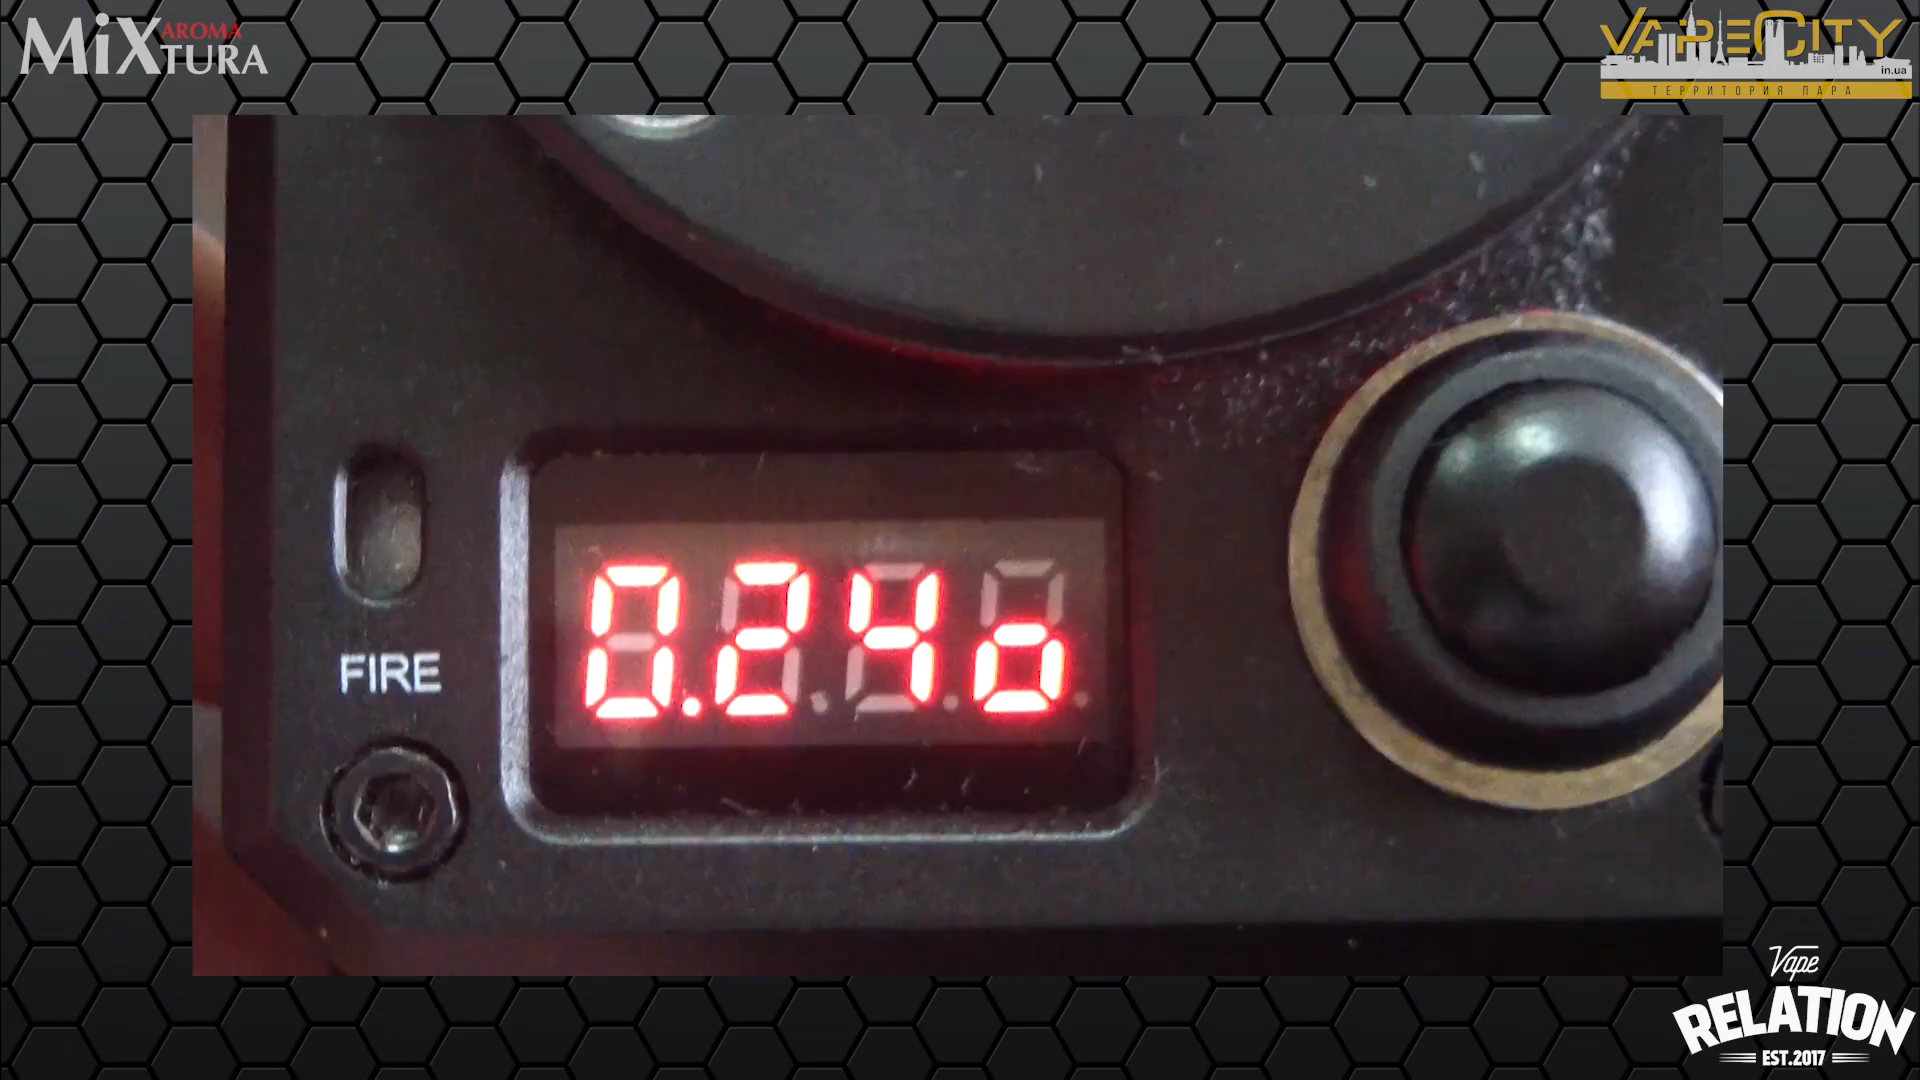 MiXTURA
AROMA
VAPECITY
in.ua
ТЕРРИТОРИЯ ПАРА
0.24o
FIRE
Vape
RELATION
EST.2017